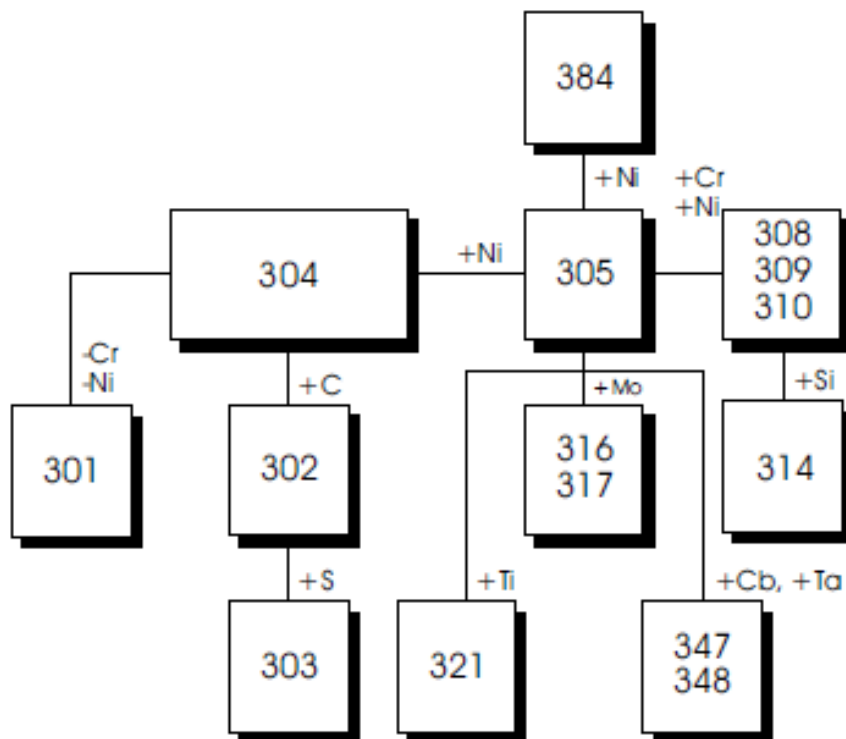 384
+Ni
+Cr
+Ni
304
+Ni
305
308
309
310
-Cr
-Ni
+C
+Mo
+Si
301
302
316
317
314
+S
+Ti
+Cb, +Ta
303
321
347
348